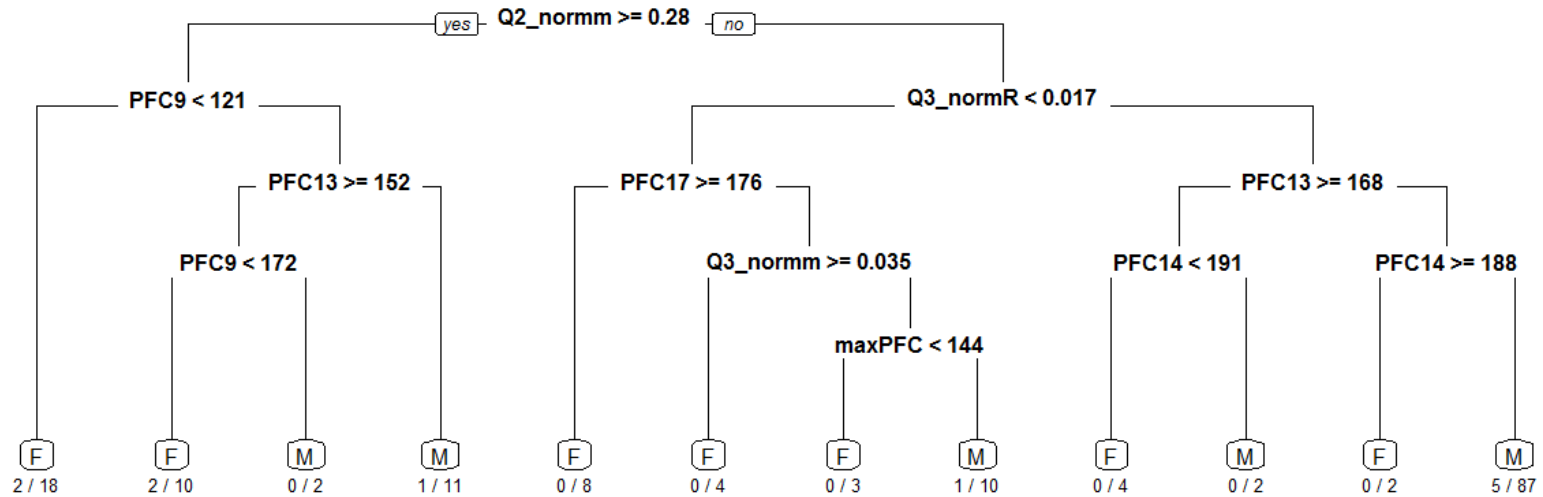 yes Q2_normm >= 0.28 no
PFC9 < 121 Q3_normR < 0.017
PFC13 >= 152 PFC17 >= 176 PFC13 >= 168
PFC9 < 172 Q3_normm >= 0.035 PFC14 < 191 PFC14 >= 188
maxPFC < 144
F F M M F F F M F M F M
2 / 18 2 / 10 0 / 2 1 / 11 0 / 8 0 / 4 0 / 3 1 / 10 0 / 4 0 / 2 0 / 2 5 / 87